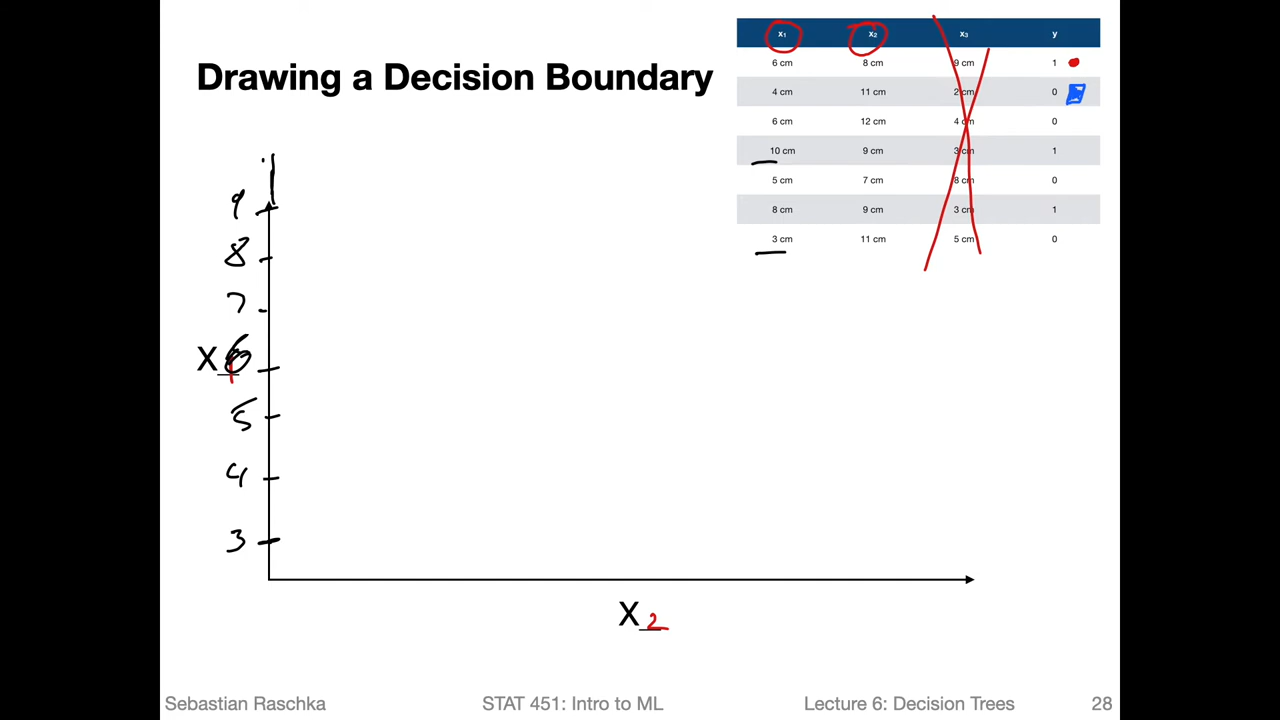 Drawing a Decision Boundary
x₁ x₂ x₃ y
6 cm 8 cm 9 cm 1
4 cm 11 cm 2 cm 0
6 cm 12 cm 4 cm 0
10 cm 9 cm 3 cm 1
5 cm 7 cm 8 cm 0
8 cm 9 cm 3 cm 1
3 cm 11 cm 5 cm 0
9
8
7
X 6
5
4
3
X 2
Sebastian Raschka STAT 451: Intro to ML Lecture 6: Decision Trees 28